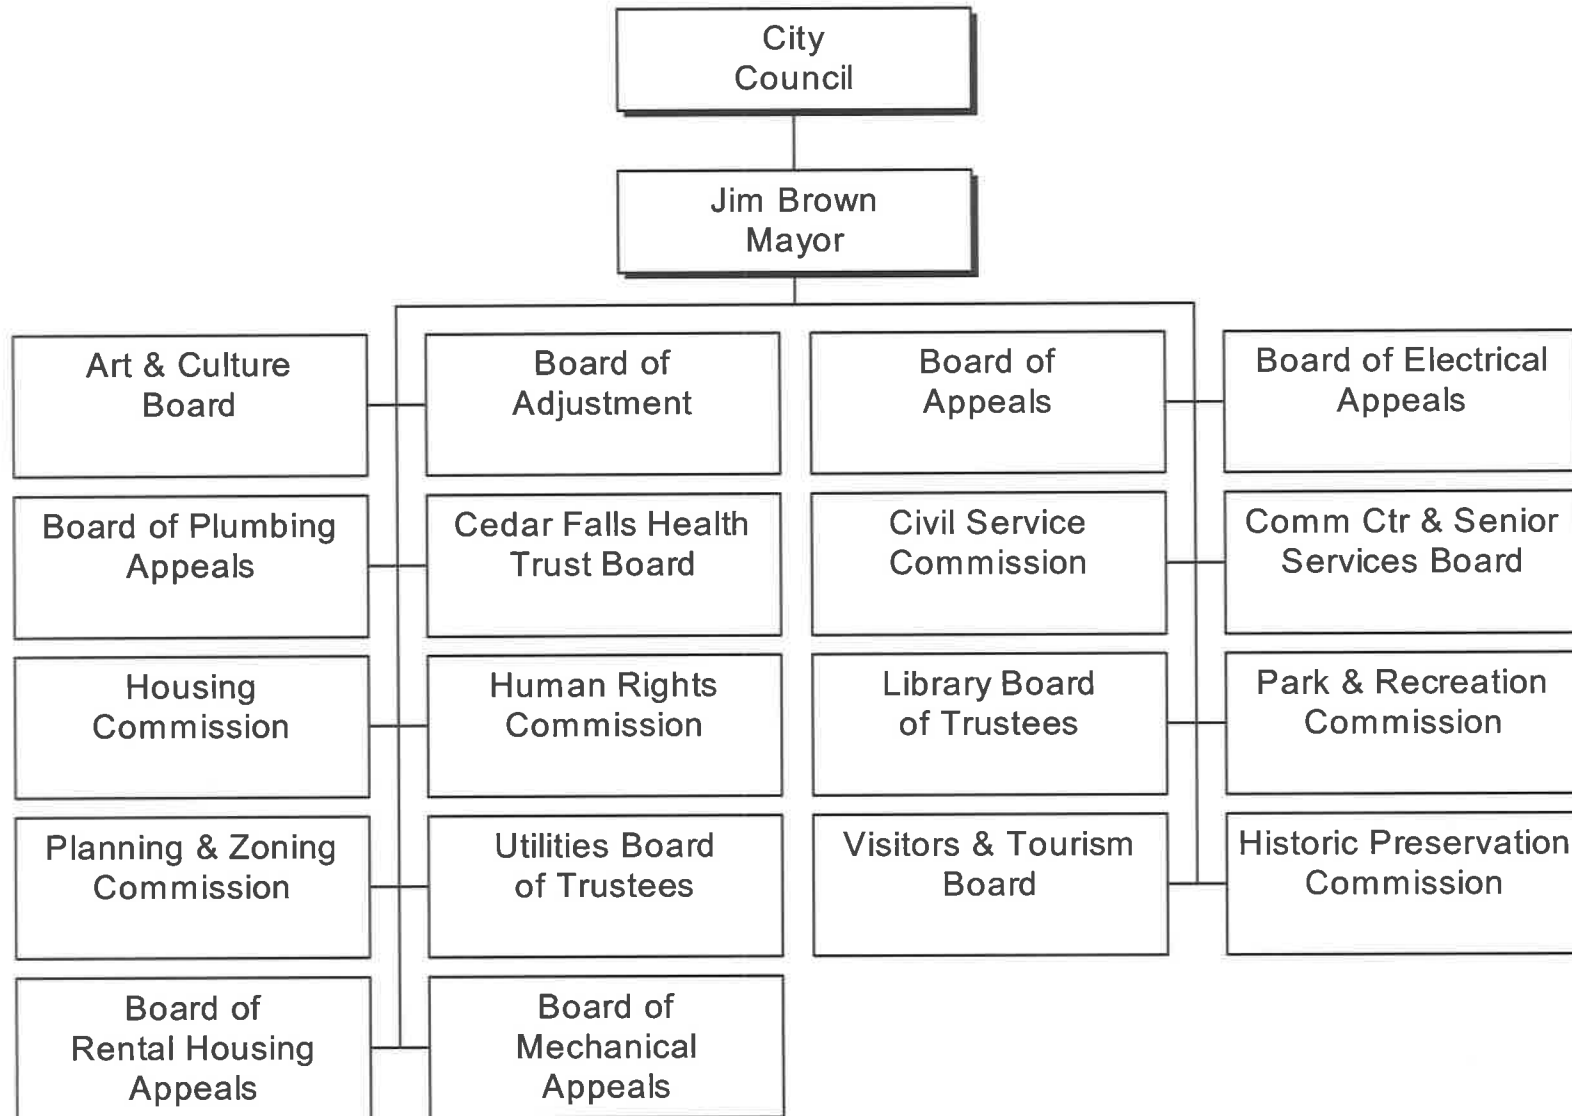 City
Council
Jim Brown
Mayor
Art & Culture
Board
Board of
Adjustment
Board of
Appeals
Board of Electrical
Appeals
Board of Plumbing
Appeals
Cedar Falls Health
Trust Board
Civil Service
Commission
Comm Ctr & Senior
Services Board
Housing
Commission
Human Rights
Commission
Library Board
of Trustees
Park & Recreation
Commission
Planning & Zoning
Commission
Utilities Board
of Trustees
Visitors & Tourism
Board
Historic Preservation
Commission
Board of
Rental Housing
Appeals
Board of
Mechanical
Appeals